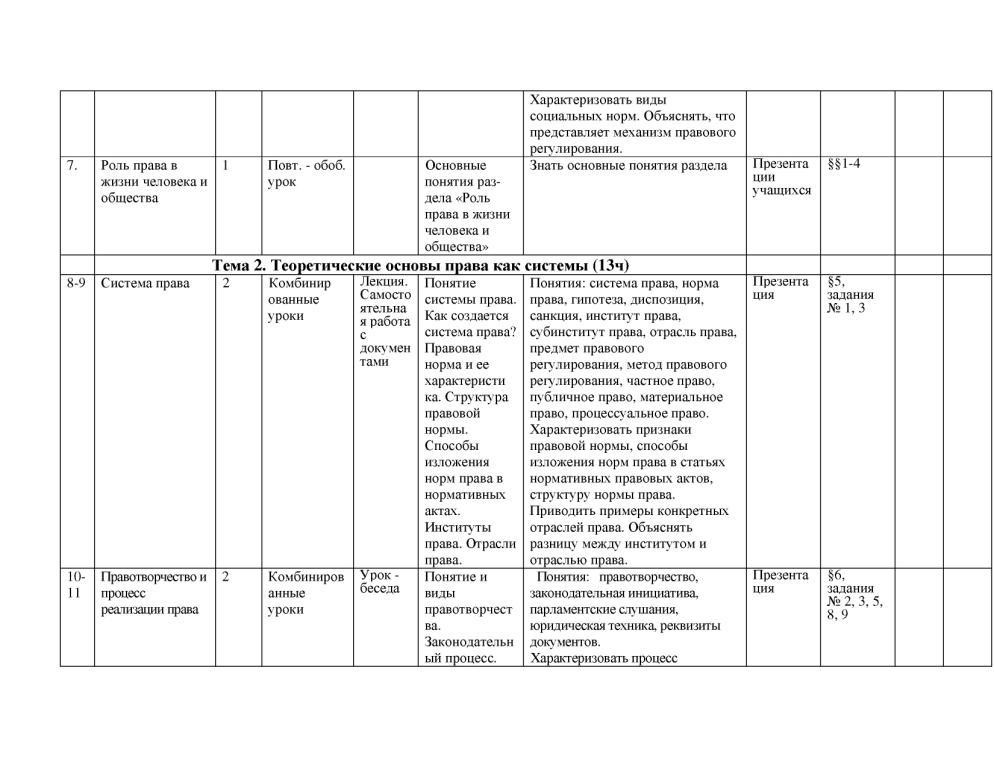 Характеризовать виды
социальных норм. Объяснять, что
представляет механизм правового
регулирования.
7.
Роль права в
жизни человека и
общества
1
Повт. - обоб.
урок
Основные
понятия раз-
дела «Роль
права в жизни
человека и
общества»
Знать основные понятия раздела
Презента
ции
учащихся
§§1-4
Тема 2. Теоретические основы права как системы (13ч)
8-9
Система права
2
Комбинир
ованные
уроки
Лекция.
Самосто
ятельна
я работа
с
докумен
тами
Понятие
системы права.
Как создается
система права?
Правовая
норма и ее
характеристи
ка. Структура
правовой
нормы.
Способы
изложения
норм права в
нормативных
актах.
Институты
права. Отрасли
права.
Понятия: система права, норма
права, гипотеза, диспозиция,
санкция, институт права,
субинститут права, отрасль права,
предмет правового
регулирования, метод правового
регулирования, частное право,
публичное право, материальное
право, процессуальное право.
Характеризовать признаки
правовой нормы, способы
изложения норм права в статьях
нормативных правовых актов,
структуру нормы права.
Приводить примеры конкретных
отраслей права. Объяснять
разницу между институтом и
отраслью права.
Презента
ция
§5,
задания
№ 1, 3
10-
11
Правотворчество и
процесс
реализации права
2
Комбиниров
анные
уроки
Урок -
беседа
Понятие и
виды
правотворчест
ва.
Законодательн
ый процесс.
Понятия: правотворчество,
законодательная инициатива,
парламентские слушания,
юридическая техника, реквизиты
документов.
Характеризовать процесс
Презента
ция
§6,
задания
№ 2, 3, 5,
8, 9